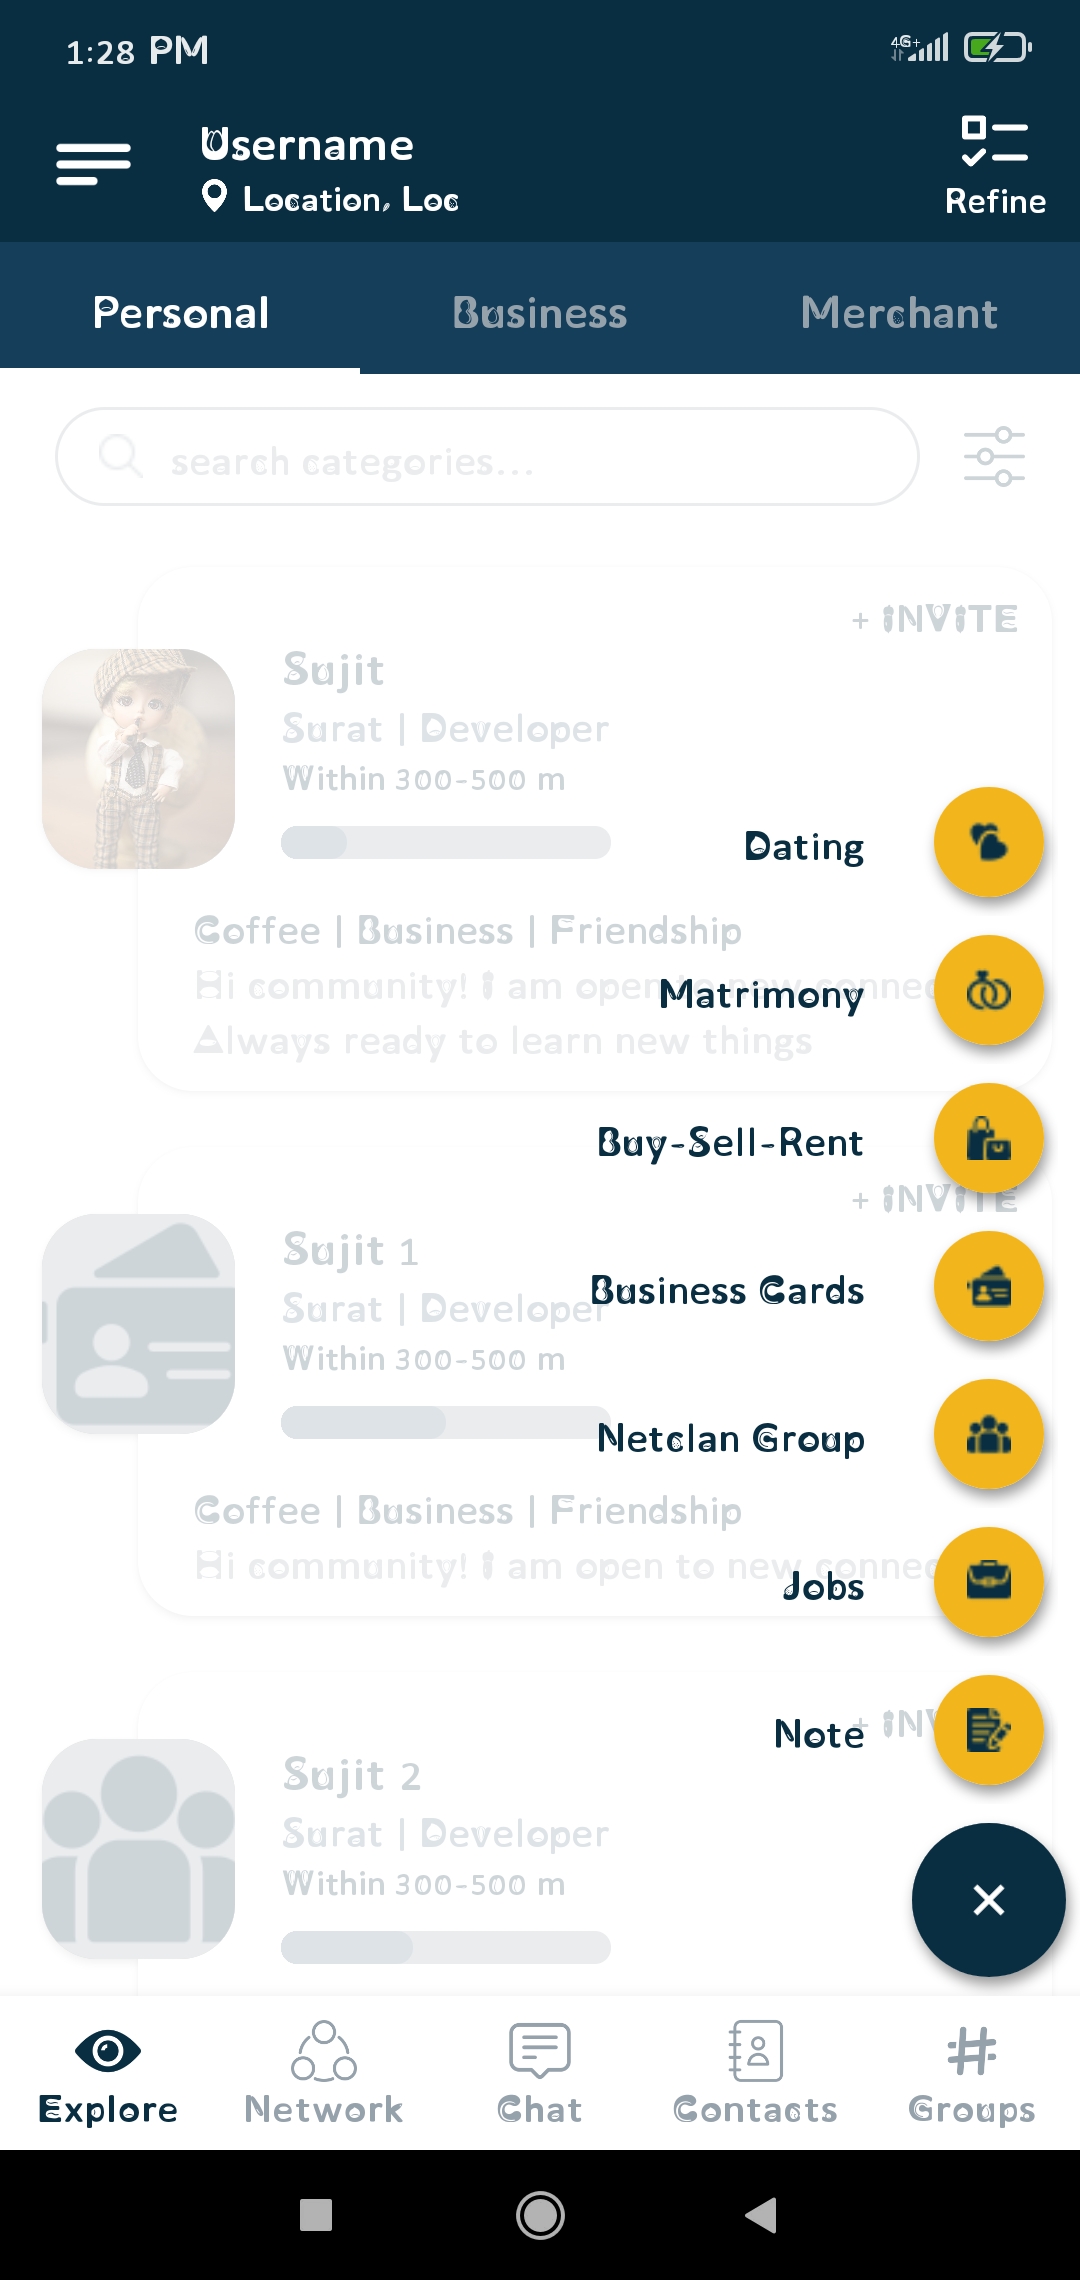 1:28 PM
4G+
Username
Location, Loc
Refine
Personal
Business
Merchant
search categories...
+ INVITE
Sujit
Surat | Developer
Within 300-500 m
Dating
Coffee | Business | Friendship
Hi community! I am open to new connec
Matrimony
Always ready to learn new things
Buy-Sell-Rent
+ INVITE
Sujit 1
Surat | Developer
Business Cards
Within 300-500 m
Netclan Group
Coffee | Business | Friendship
Hi community! I am open to new connec
Jobs
+ INV
Note
Sujit 2
Surat | Developer
Within 300-500 m
Explore
Network
Chat
Contacts
Groups